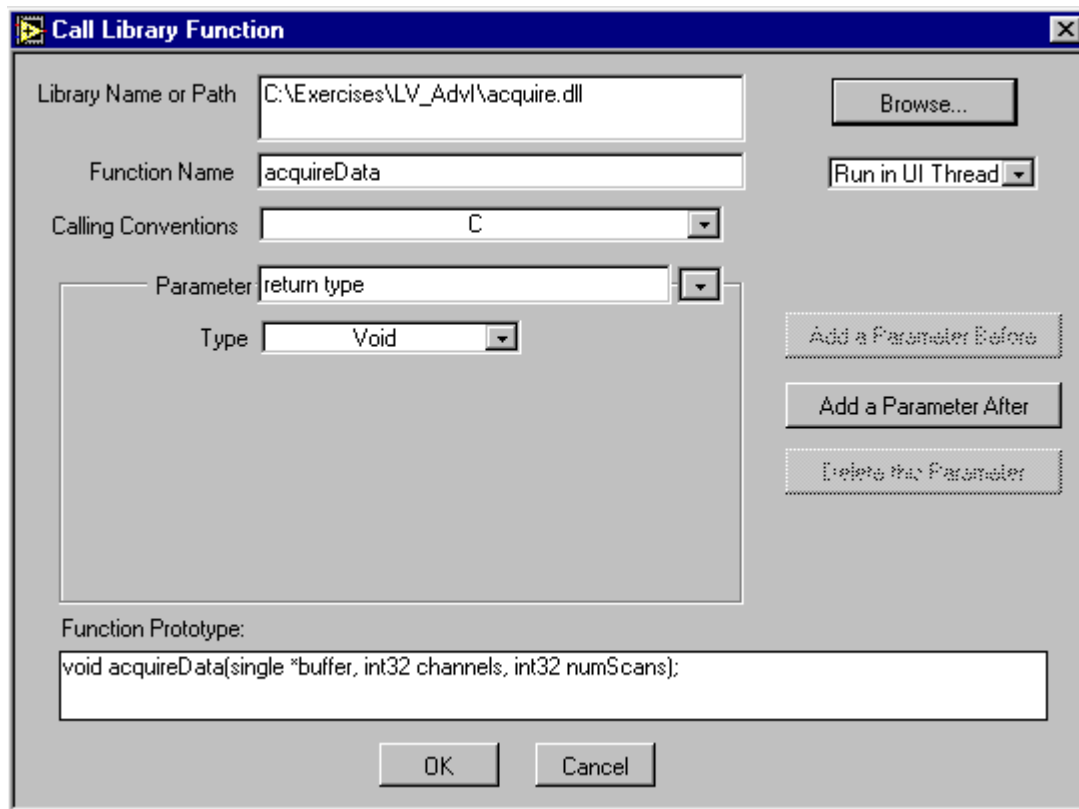 Call Library Function
Library Name or Path C:\Exercises\LV_AdvI\acquire.dll Browse...
Function Name acquireData Run in UI Thread
Calling Conventions C
Parameter return type
Type Void
Add a Parameter Before
Add a Parameter After
Delete this Parameter
Function Prototype:
void acquireData(single *buffer, int32 channels, int32 numScans);
OK Cancel